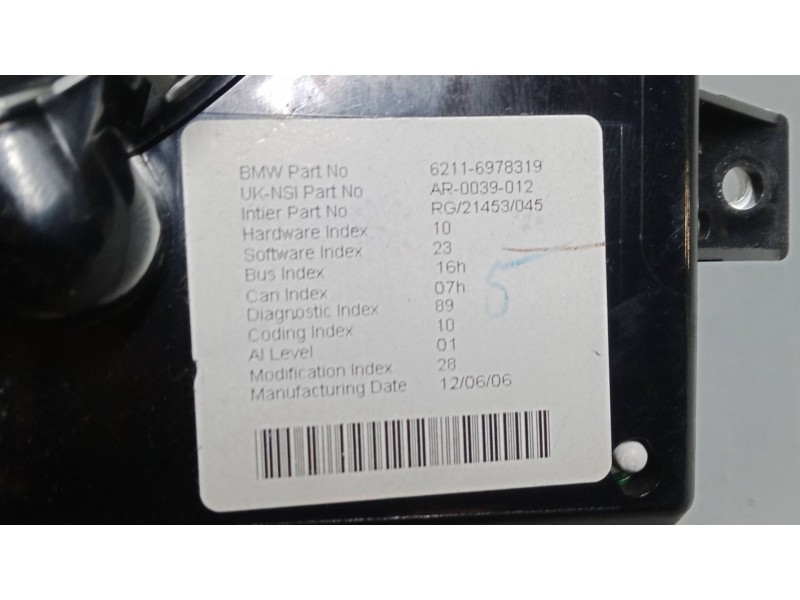 BMW Part No 6211-6978319
UK-NSI Part No AR-0039-012
Intier Part No RG/21453/045
Hardware Index 10
Software Index 23
Bus Index 16h
Can Index 07h
Diagnostic Index 89
Coding Index 10
AI Level 01
Modification Index 28
Manufacturing Date 12/06/06
5